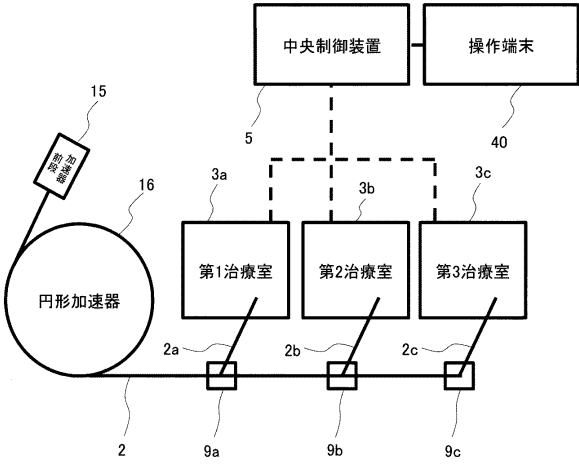 中央制御装置
操作端末
5
40
15
加速器
前段
16
3a
3b
3c
円形加速器
第1治療室
第2治療室
第3治療室
2a
2b
2c
2
9a
9b
9c